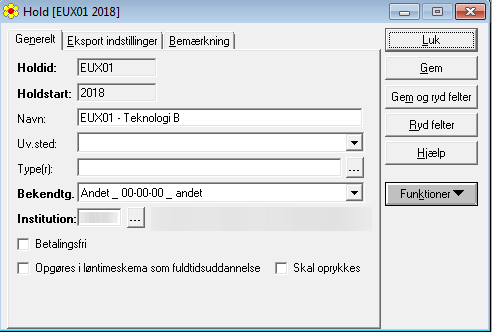 Hold [EUX01 2018]
Generelt
Eksport indstillinger
Bemærkning
Holdid: EUX01
Holdstart: 2018
Navn: EUX01 - Teknologi B
Uv.sted:
Type(r): ...
Bekendtg. Andet _ 00-00-00 _ andet
Institution: ...
Betalingsfri
Opgøres i løntimeskema som fuldtidsuddannelse
Skal oprykkes
Luk
Gem
Gem og ryd felter
Ryd felter
Hjælp
Funktioner